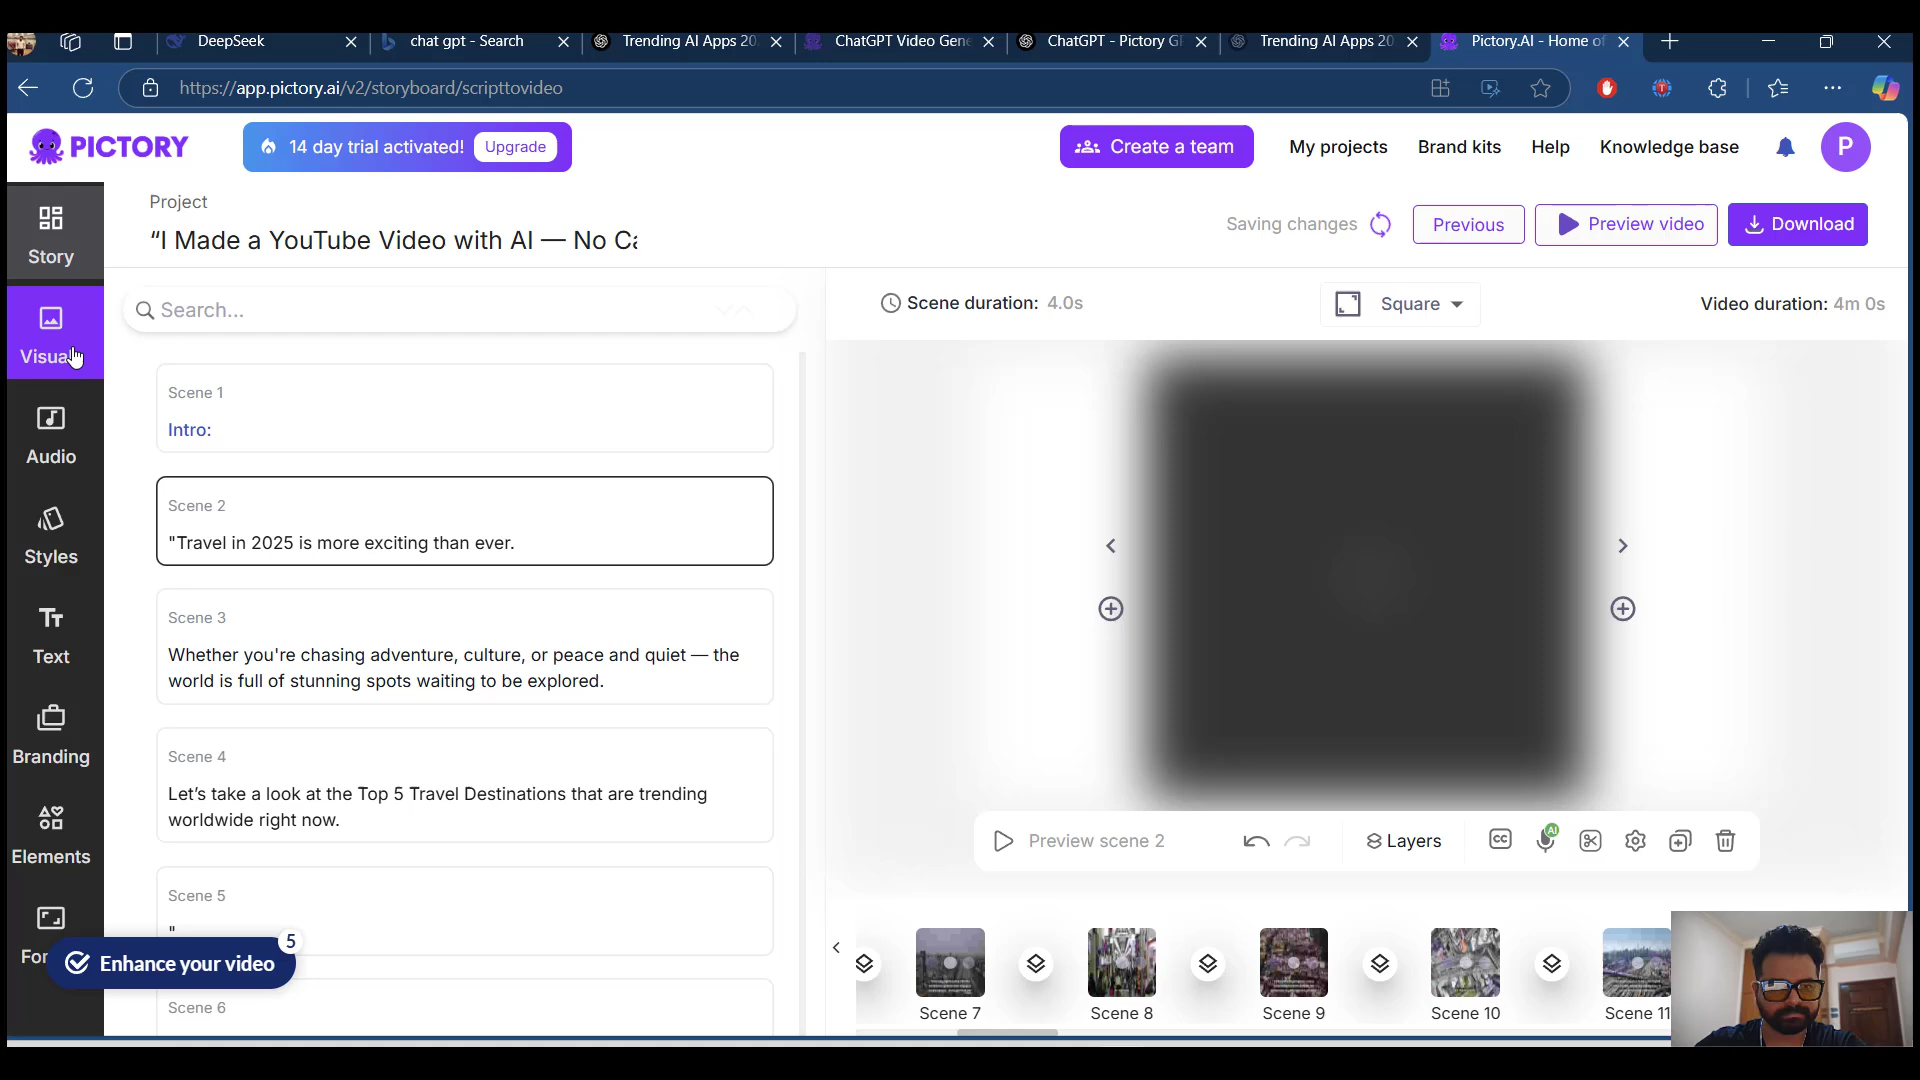 DeepSeek
chat gpt - Search
Trending AI Apps 20
ChatGPT Video Gene
ChatGPT - Pictory GP
Trending AI Apps 20
Pictory.AI - Home of
https://app.pictory.ai/v2/storyboard/scripttovideo
PICTORY
14 day trial activated!
Upgrade
Create a team
My projects
Brand kits
Help
Knowledge base
P
Project
“I Made a YouTube Video with AI — No Ca
Saving changes
Previous
Preview video
Download
Story
Visuals
Audio
Styles
Text
Branding
Elements
For
Search...
Scene 1
Intro:
Scene 2
"Travel in 2025 is more exciting than ever.
Scene 3
Whether you're chasing adventure, culture, or peace and quiet — the
world is full of stunning spots waiting to be explored.
Scene 4
Let’s take a look at the Top 5 Travel Destinations that are trending
worldwide right now.
Scene 5
"
Scene 6
Enhance your video
5
Scene duration: 4.0s
Square
Video duration: 4m 0s
Preview scene 2
Layers
CC
AI
Scene 7
Scene 8
Scene 9
Scene 10
Scene 11